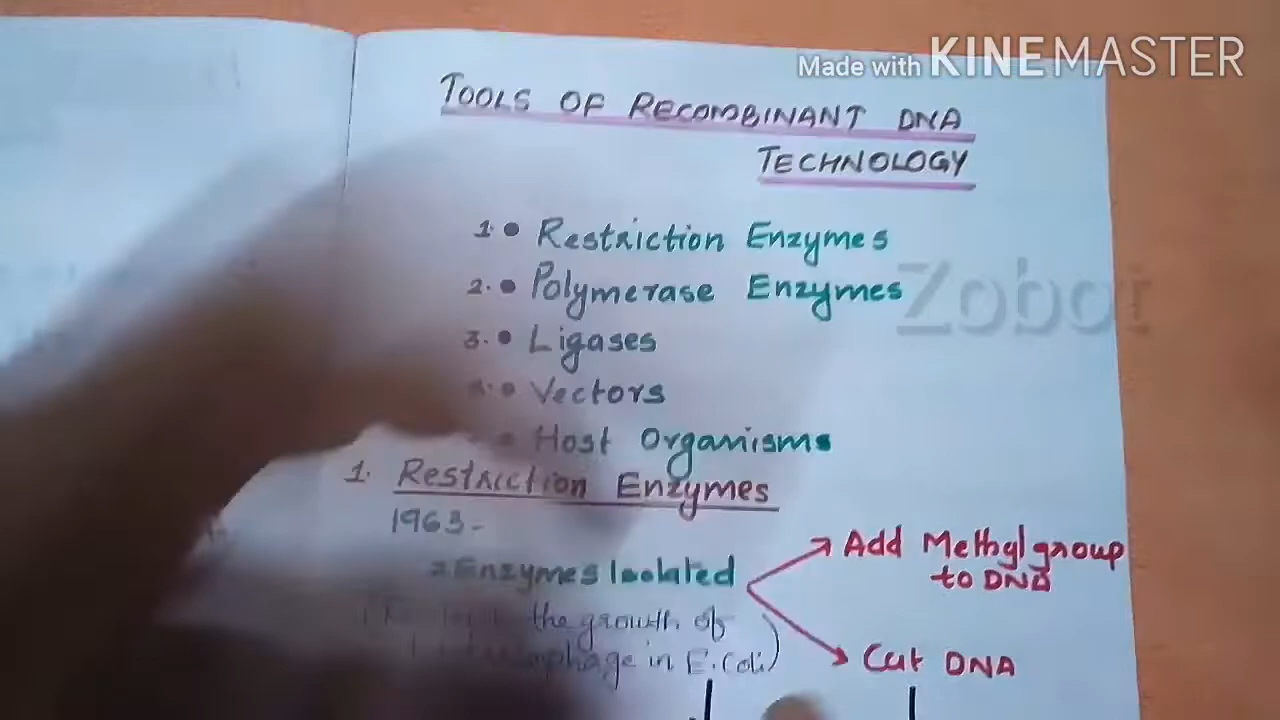 Made with KINEMASTER
TOOLS OF RECOMBINANT DNA
TECHNOLOGY
1. • Restriction Enzymes
2. • Polymerase Enzymes
3. • Ligases
• Vectors
• Host Organisms
1. Restriction Enzymes
1963 -
2 Enzymes Isolated
Add Methyl group
to DNA
the growth of
in E. Coli)
Cut DNA